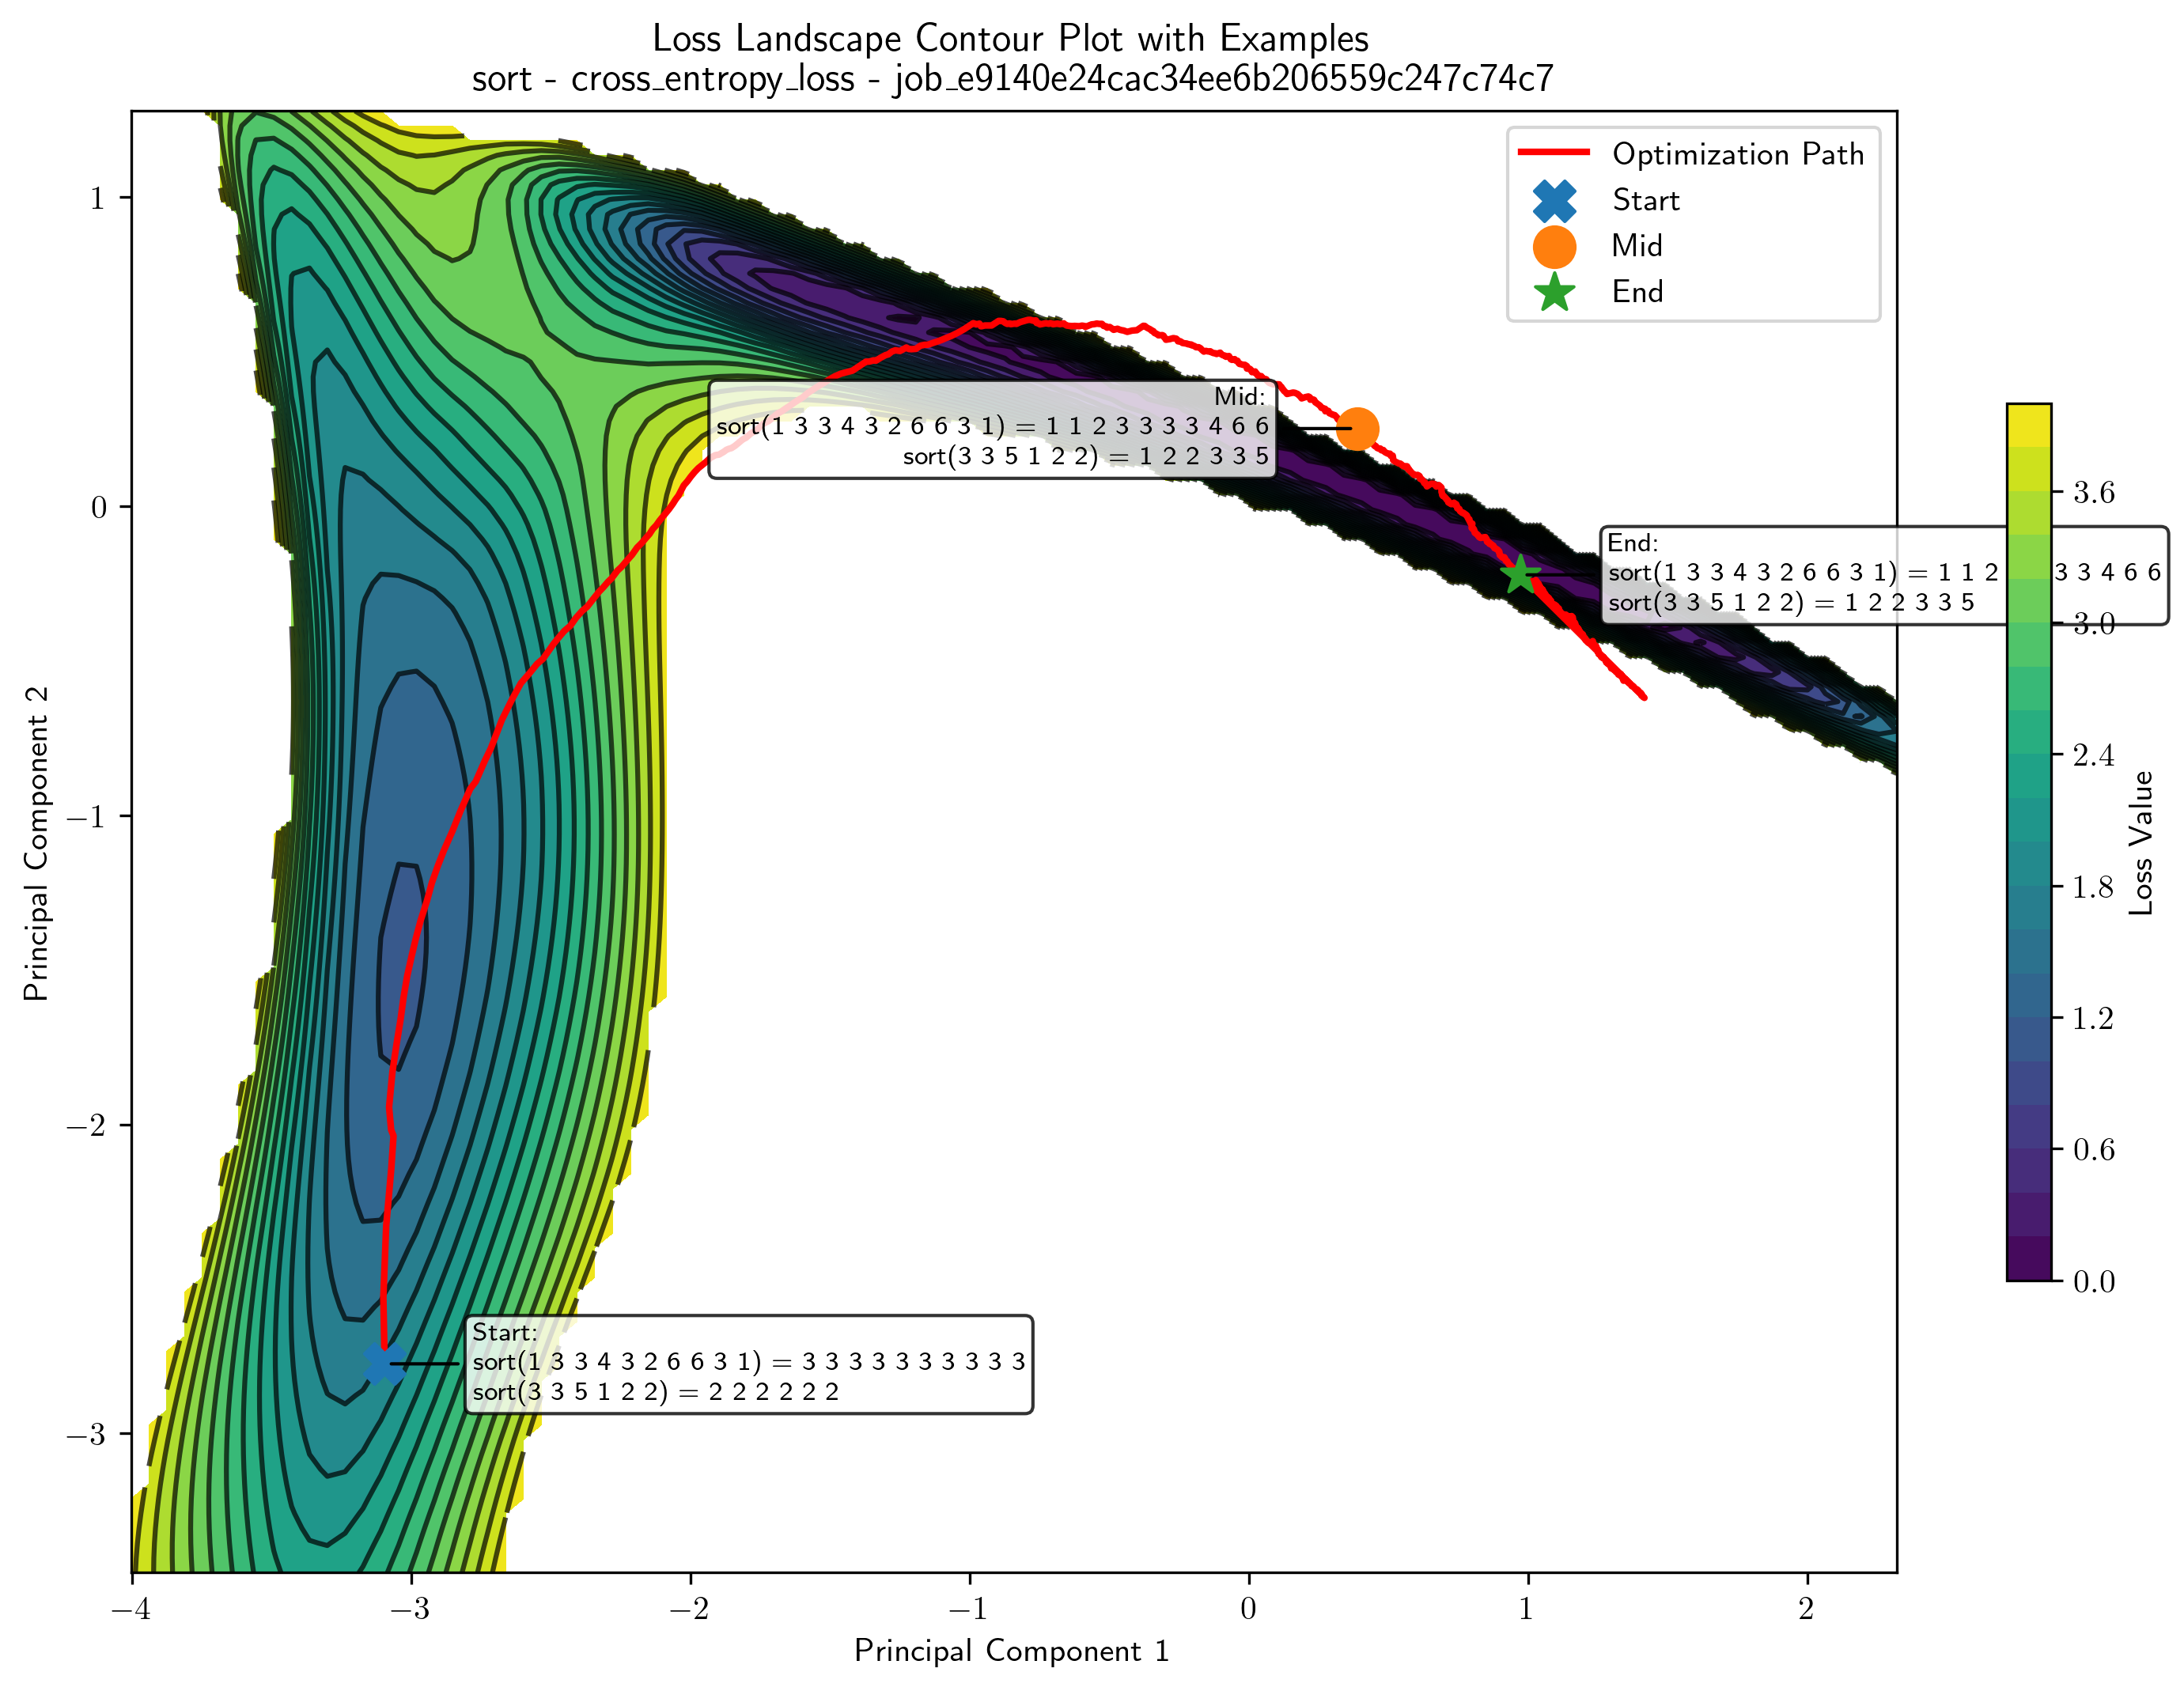 Loss Landscape Contour Plot with Examples
sort - cross_entropy_loss - job_e9140e24cac34ee6b206559c247c74c7
Optimization Path
Start
Mid
End
Mid:
sort(1 3 3 4 3 2 6 6 3 1) = 1 1 2 3 3 3 3 4 6 6
sort(3 3 5 1 2 2) = 1 2 2 3 3 5
End:
sort(1 3 3 4 3 2 6 6 3 1) = 1 1 2 3 3 4 6 6
sort(3 3 5 1 2 2) = 1 2 2 3 3 5
Start:
sort(1 3 3 4 3 2 6 6 3 1) = 3 3 3 3 3 3 3 3 3 3
sort(3 3 5 1 2 2) = 2 2 2 2 2 2
1
0
−1
−2
−3
Principal Component 2
−4
−3
−2
−1
0
1
2
Principal Component 1
3.6
3.0
2.4
1.8
1.2
0.6
0.0
Loss Value